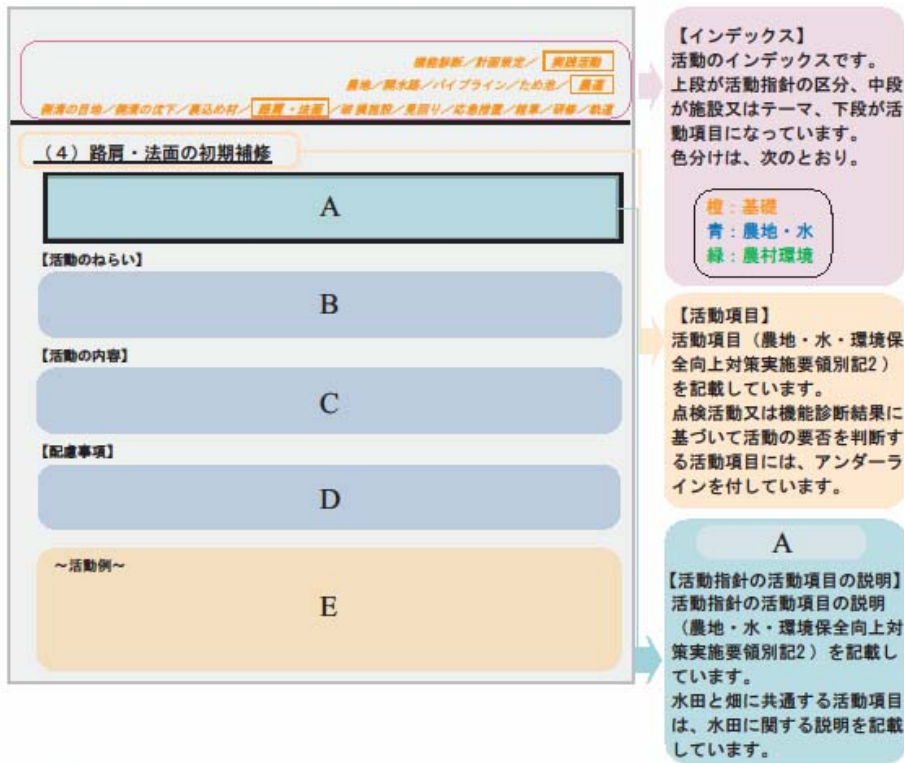 機能診断／計画策定／ 実践活動
農地／開水路／パイプライン／ため池／ 農道
側溝の目地／側溝の沈下／裏込め材／ 路肩・法面 ／破損施設／見回り／応急措置／雑草／研修／軌道
（４）路肩・法面の初期補修
A
【活動のねらい】
B
【活動の内容】
C
【配慮事項】
D
～活動例～
E
【インデックス】
活動のインデックスです。
上段が活動指針の区分、中段
が施設又はテーマ、下段が活
動項目になっています。
色分けは、次のとおり。
橙：基礎
青：農地・水
緑：農村環境
【活動項目】
活動項目（農地・水・環境保
全向上対策実施要領別記2）
を記載しています。
点検活動又は機能診断結果に
基づいて活動の要否を判断す
る活動項目には、アンダーラ
インを付しています。
A
【活動指針の活動項目の説明】
活動指針の活動項目の説明
（農地・水・環境保全向上対
策実施要領別記2）を記載し
ています。
水田と畑に共通する活動項目
は、水田に関する説明を記載
しています。